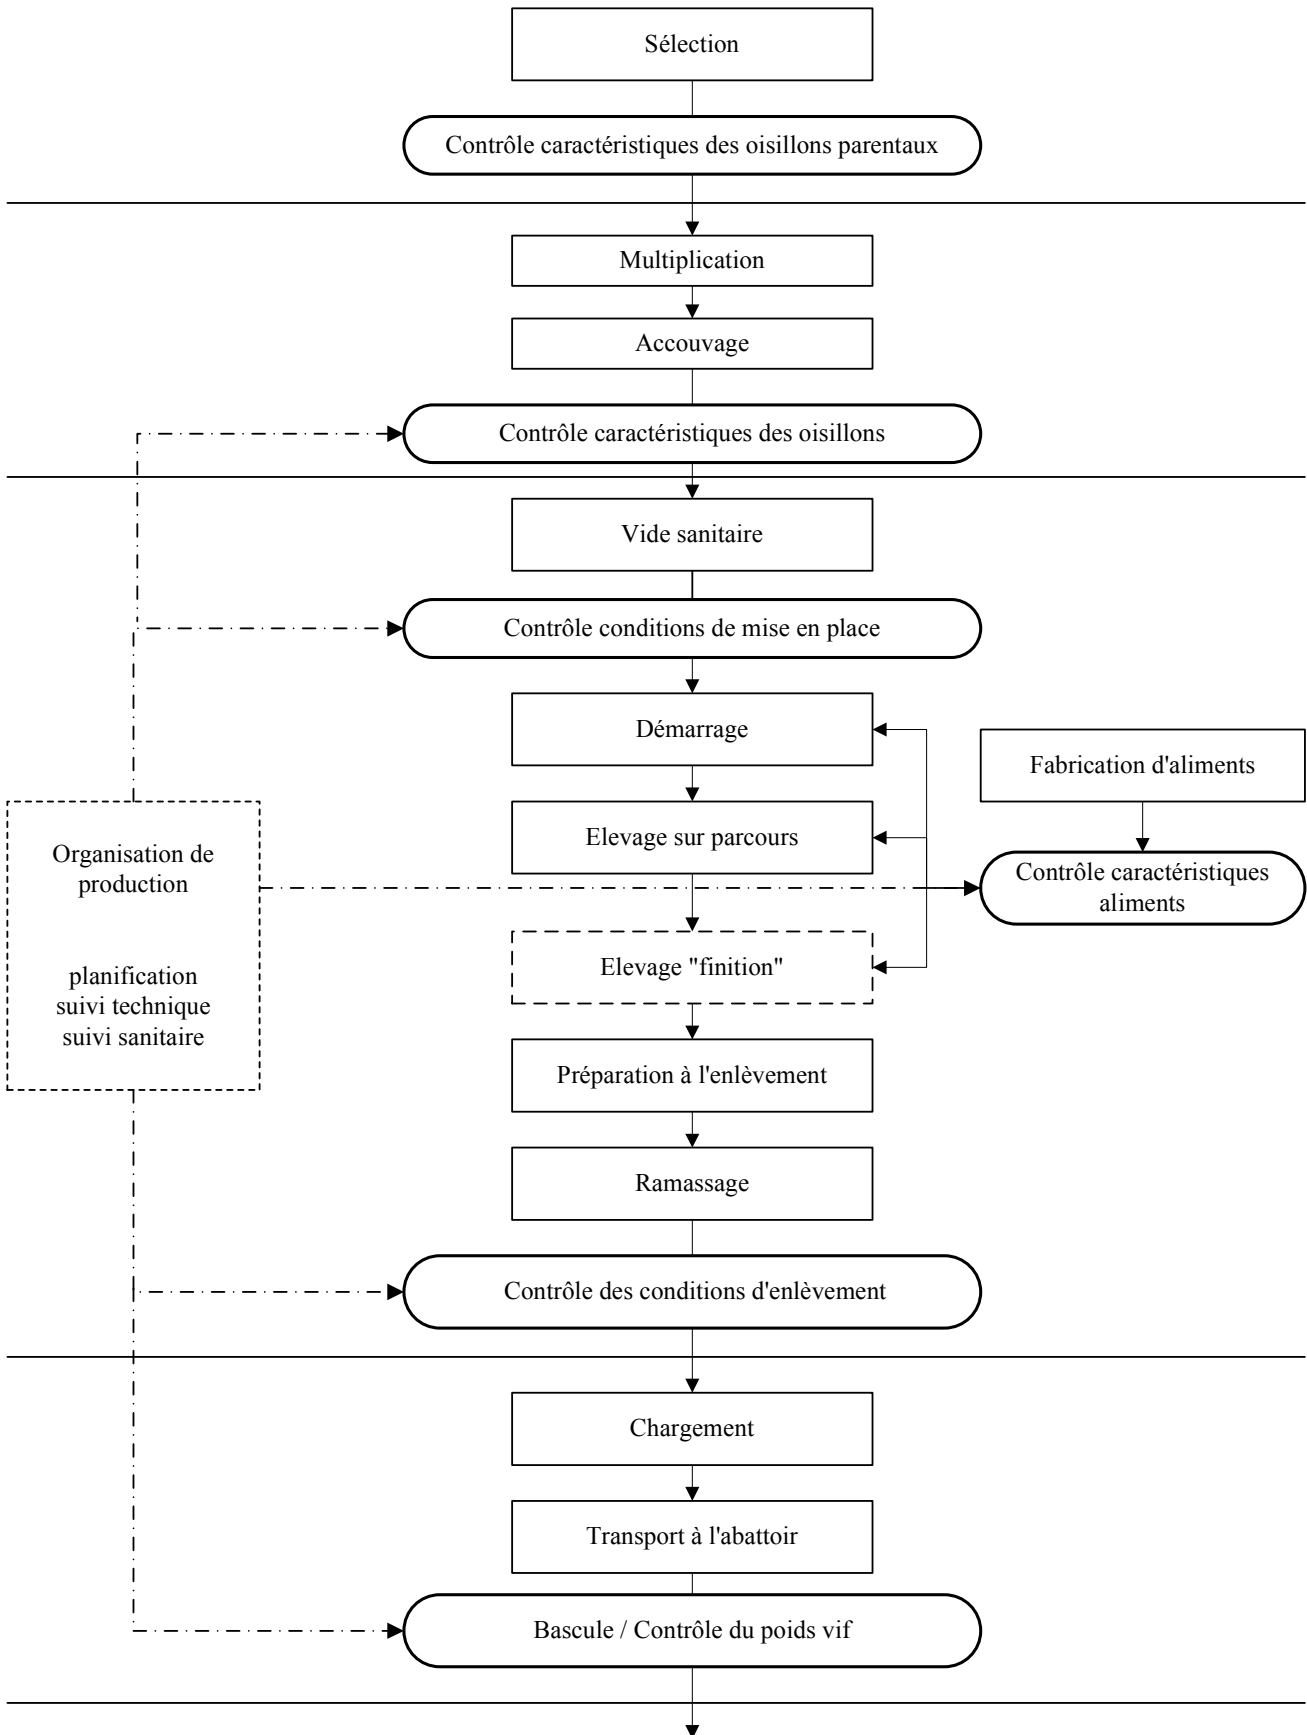 Sélection
Contrôle caractéristiques des oisillons parentaux
Multiplication
Accouvage
Contrôle caractéristiques des oisillons
Vide sanitaire
Contrôle conditions de mise en place
Démarrage
Fabrication d'aliments
Elevage sur parcours
Organisation de
production
planification
suivi technique
suivi sanitaire
Contrôle caractéristiques
aliments
Elevage "finition"
Préparation à l'enlèvement
Ramassage
Contrôle des conditions d'enlèvement
Chargement
Transport à l'abattoir
Bascule / Contrôle du poids vif